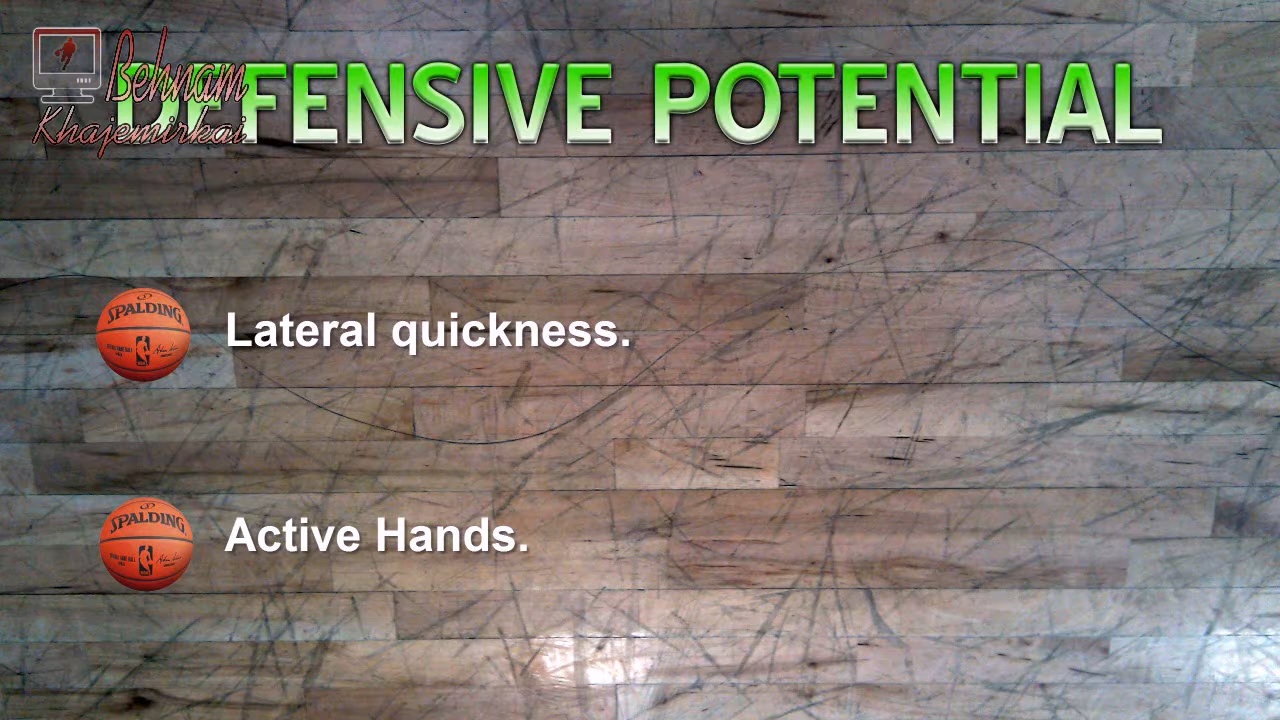 Behnam
Khajemirkai
DEFENSIVE POTENTIAL
SPALDING
Lateral quickness.
SPALDING
Active Hands.